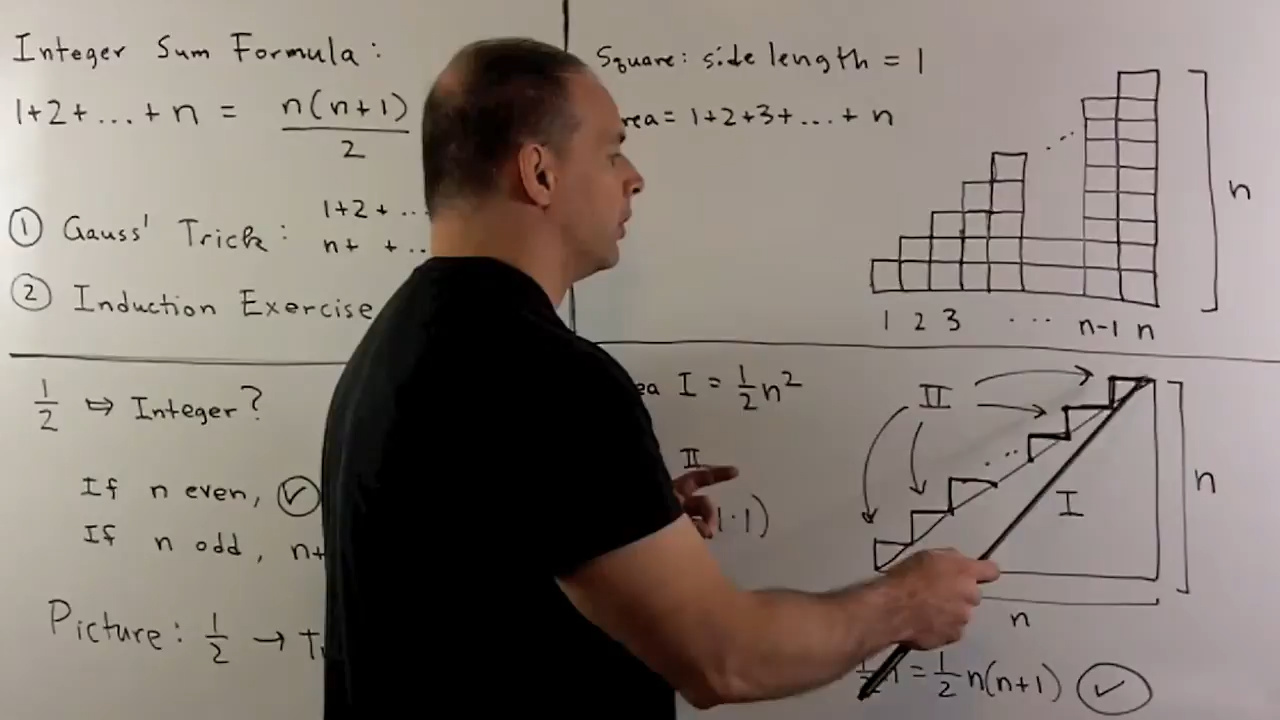 Integer Sum Formula:
1+2+...+n = n(n+1)
2
① Gauss' Trick: 1+2+...
n+ +...
② Induction Exercise
Square: side length = 1
= 1+2+3+...+ n
n
1 2 3 ... n-1 n
1/2 ⇔ Integer?
If n even, ✓
If n odd, n+
Picture: 1/2 →
I = 1/2 n²
II
1·1)
II
I
n
n
= 1/2 n(n+1) ✓